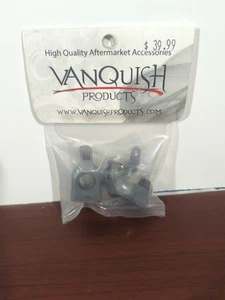 $ 39.99
High Quality Aftermarket Accessories
VANQUISH
PRODUCTS
WWW.VANQUISHPRODUCTS.COM